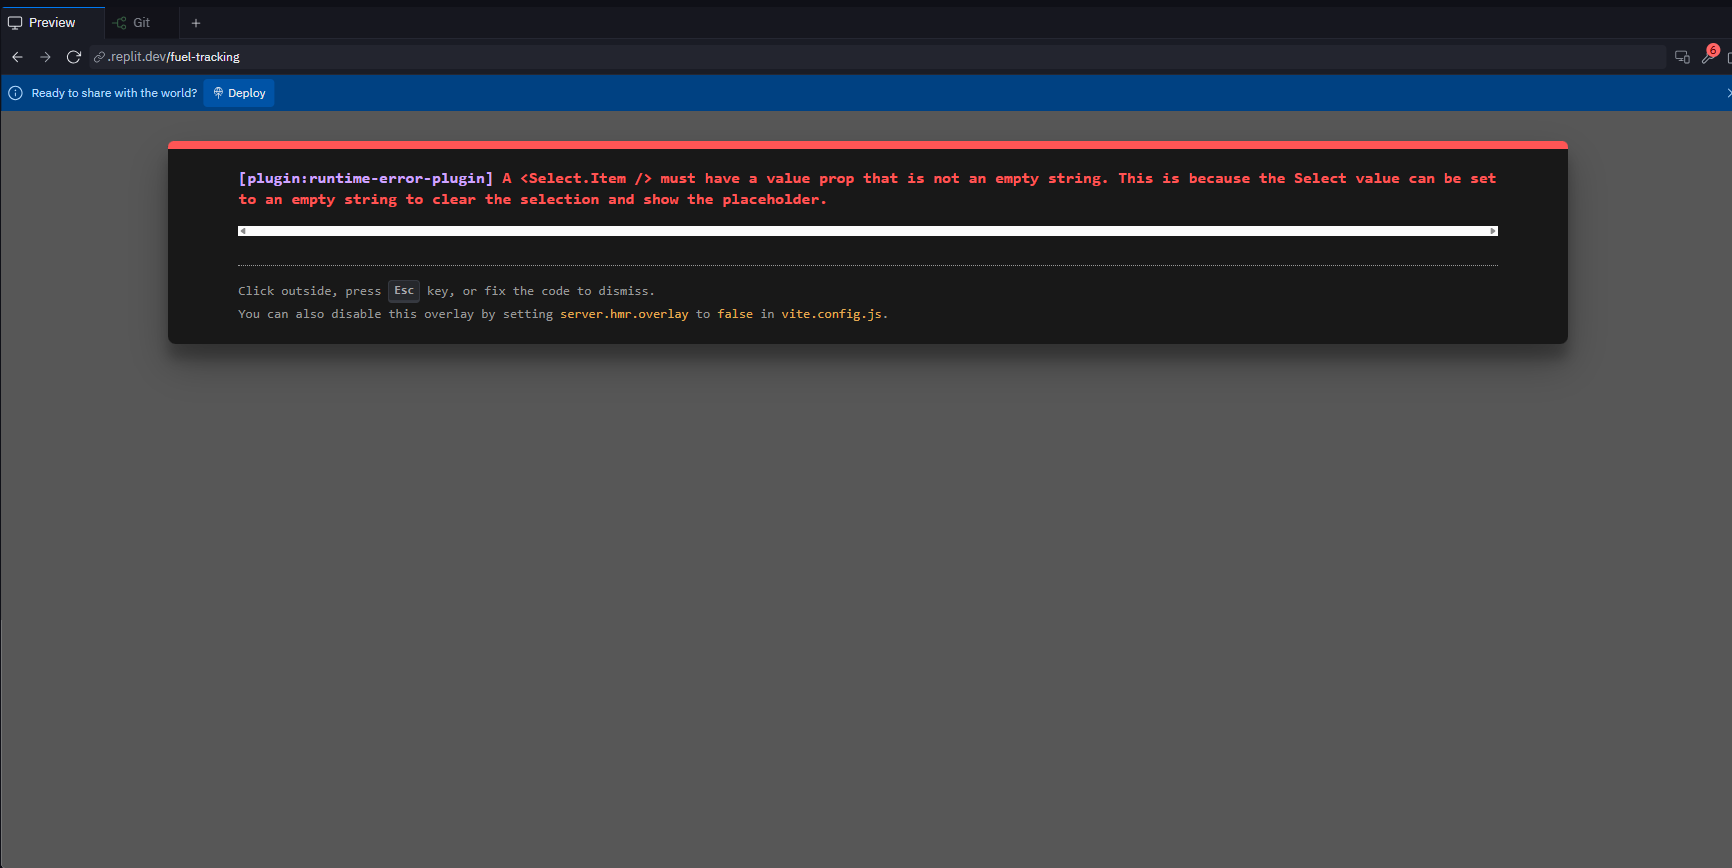 Preview
Git
.replit.dev/fuel-tracking
6
Ready to share with the world?
Deploy
[plugin:runtime-error-plugin] A <Select.Item /> must have a value prop that is not an empty string. This is because the Select value can be set
to an empty string to clear the selection and show the placeholder.
Click outside, press Esc key, or fix the code to dismiss.
You can also disable this overlay by setting server.hmr.overlay to false in vite.config.js.